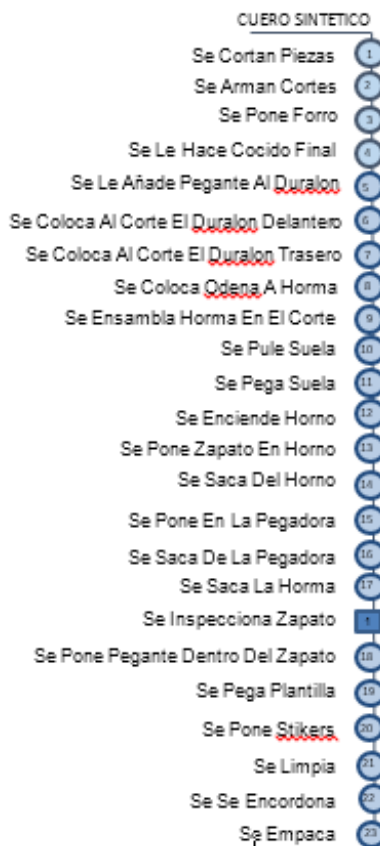 CUERO SINTETICO
Se Cortan Piezas 1
Se Arman Cortes 2
Se Pone Forro 3
Se Le Hace Cocido Final 4
Se Le Añade Pegante Al Duralon 5
Se Coloca Al Corte El Duralon Delantero 6
Se Coloca Al Corte El Duralon Trasero 7
Se Coloca Odena A Horma 8
Se Ensambla Horma En El Corte 9
Se Pule Suela 10
Se Pega Suela 11
Se Enciende Horno 12
Se Pone Zapato En Horno 13
Se Saca Del Horno 14
Se Pone En La Pegadora 15
Se Saca De La Pegadora 16
Se Saca La Horma 17
Se Inspecciona Zapato 1
Se Pone Pegante Dentro Del Zapato 18
Se Pega Plantilla 19
Se Pone Stikers 20
Se Limpia 21
Se Se Encordona 22
Se Empaca 23